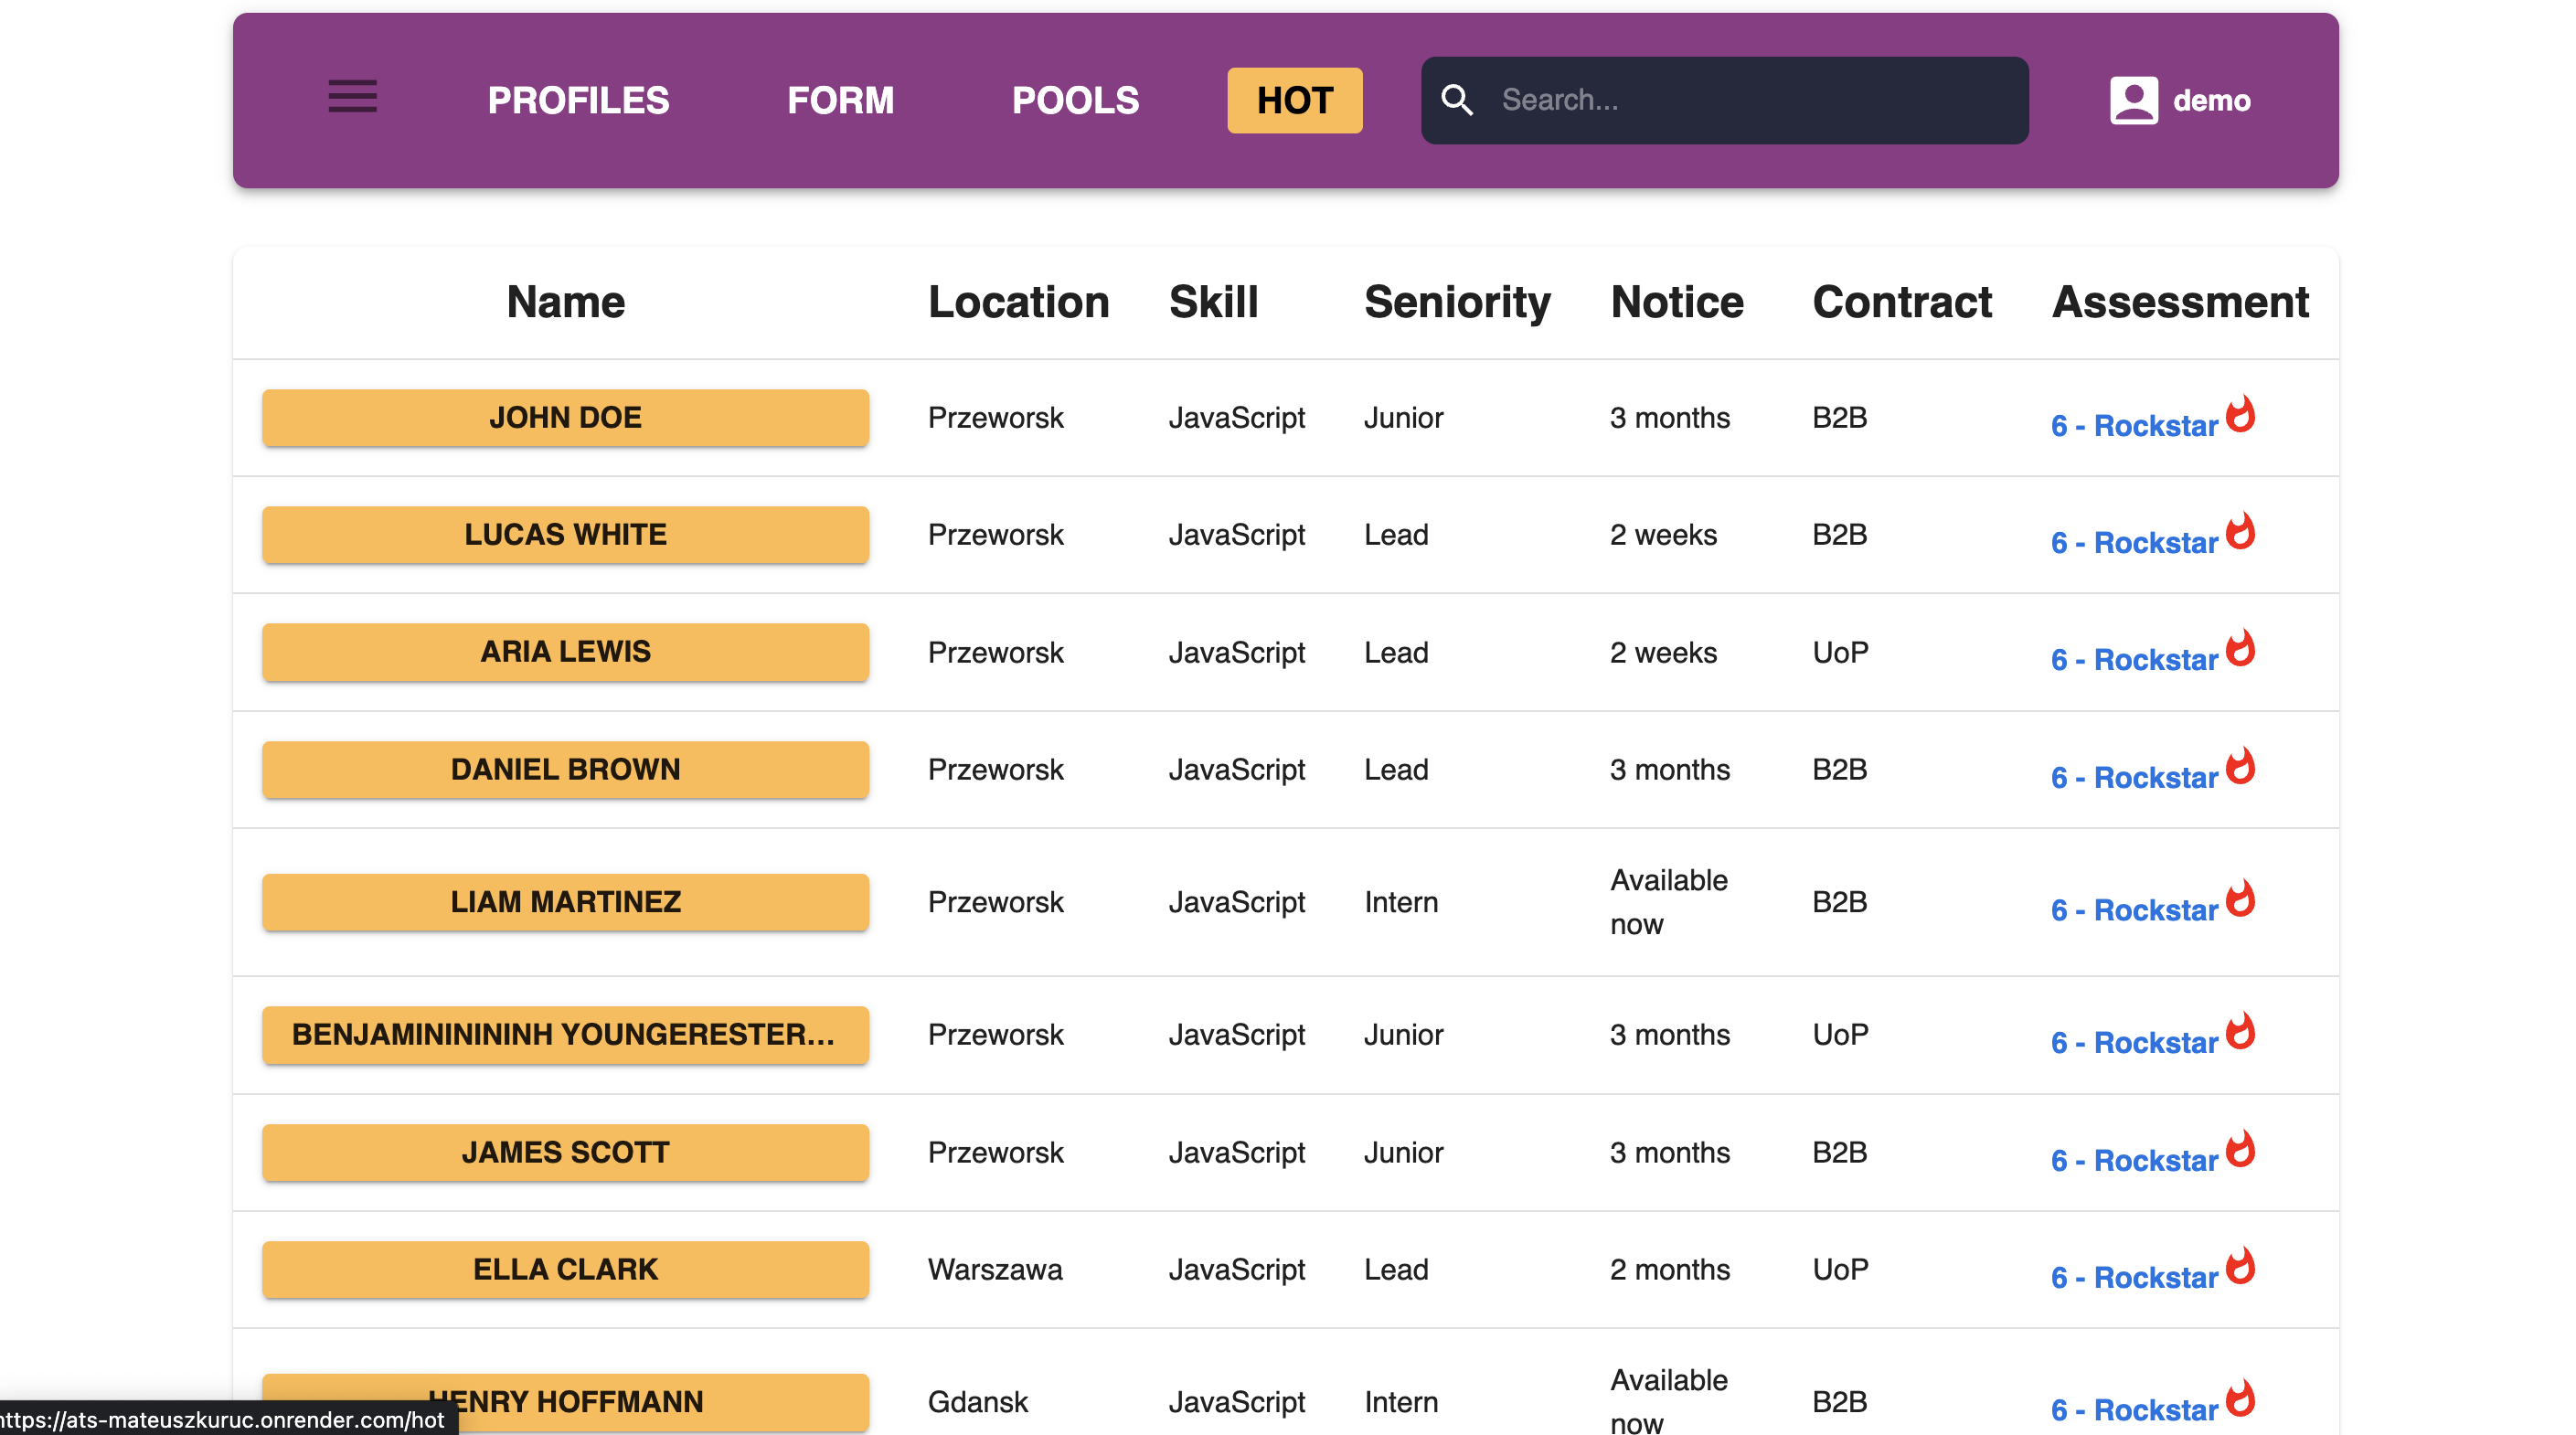 PROFILES FORM POOLS HOT Search... demo
Name Location Skill Seniority Notice Contract Assessment
JOHN DOE Przeworsk JavaScript Junior 3 months B2B 6 - Rockstar
LUCAS WHITE Przeworsk JavaScript Lead 2 weeks B2B 6 - Rockstar
ARIA LEWIS Przeworsk JavaScript Lead 2 weeks UoP 6 - Rockstar
DANIEL BROWN Przeworsk JavaScript Lead 3 months B2B 6 - Rockstar
LIAM MARTINEZ Przeworsk JavaScript Intern Available now B2B 6 - Rockstar
BENJAMINININIINH YOUNGERESTER... Przeworsk JavaScript Junior 3 months UoP 6 - Rockstar
JAMES SCOTT Przeworsk JavaScript Junior 3 months B2B 6 - Rockstar
ELLA CLARK Warszawa JavaScript Lead 2 months UoP 6 - Rockstar
HENRY HOFFMANN Gdansk JavaScript Intern Available now B2B 6 - Rockstar
https://ats-mateuszkuruc.onrender.com/hot